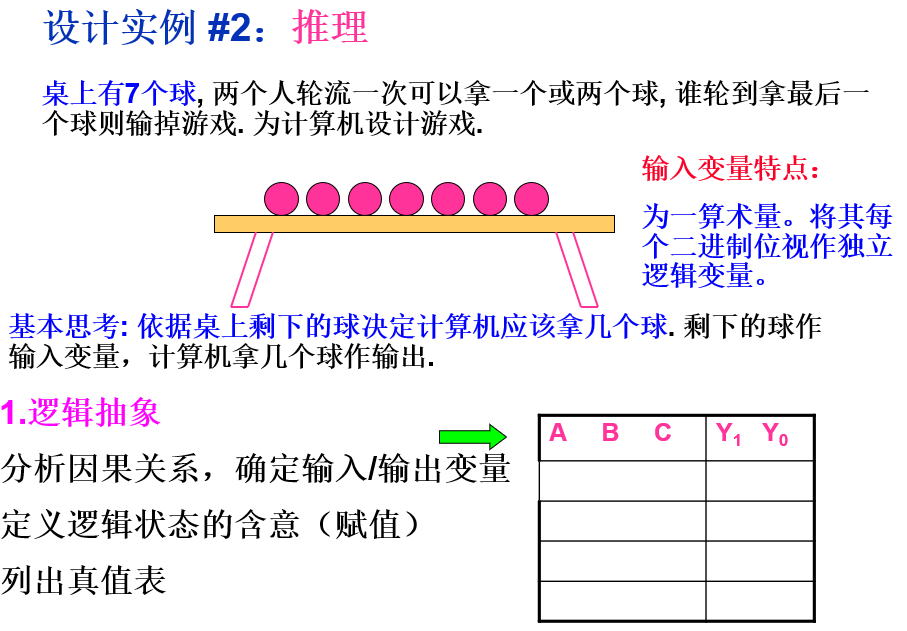 设计实例 #2：推理
桌上有7个球, 两个人轮流一次可以拿一个或两个球, 谁轮到拿最后一
个球则输掉游戏. 为计算机设计游戏.
输入变量特点：
为一算术量。将其每
个二进制位视作独立
逻辑变量。
基本思考: 依据桌上剩下的球决定计算机应该拿几个球. 剩下的球作
输入变量，计算机拿几个球作输出.
1.逻辑抽象
分析因果关系，确定输入/输出变量
定义逻辑状态的含意（赋值）
列出真值表
A B C Y1 Y0